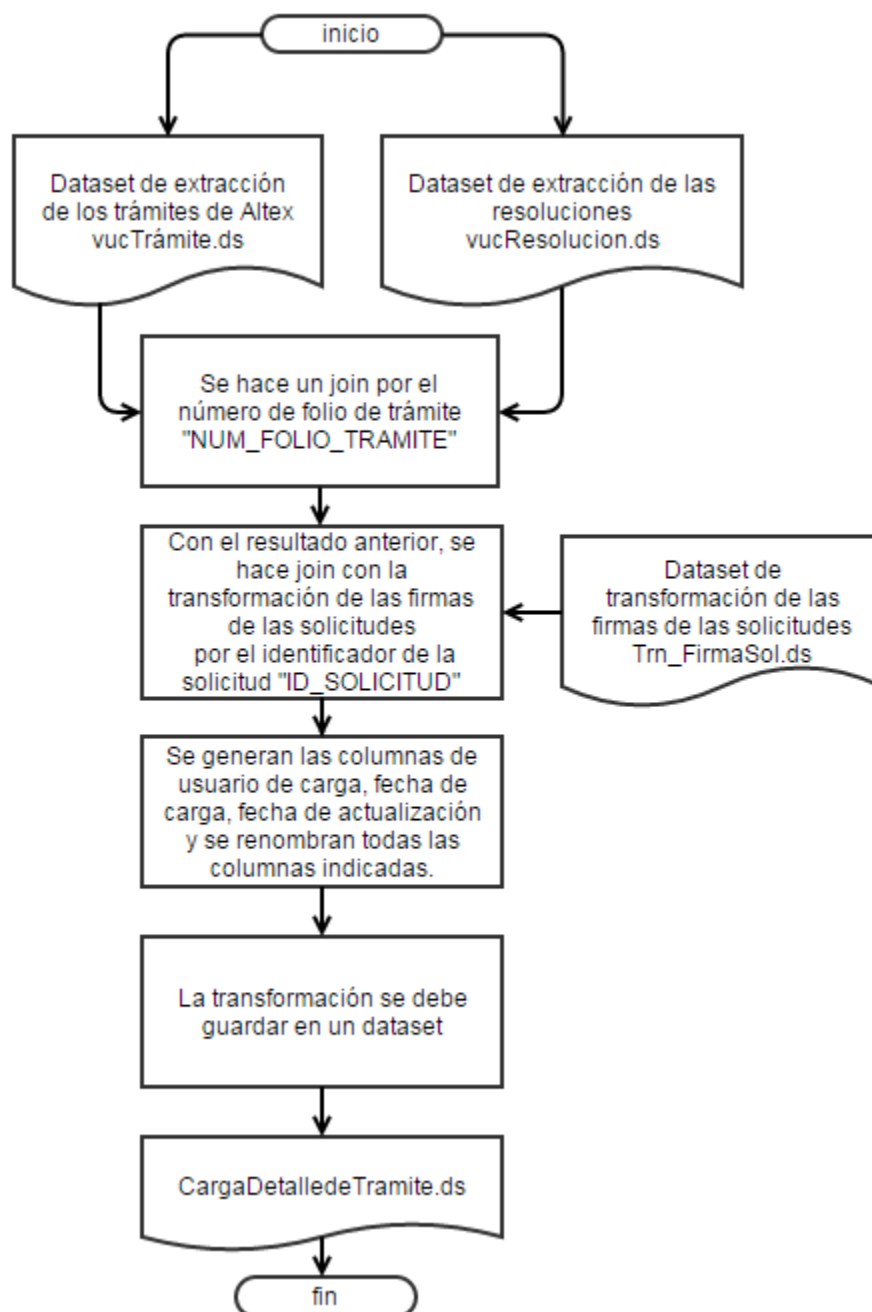 inicio
Dataset de extracción
de los trámites de Altex
vucTrámite.ds
Dataset de extracción de las
resoluciones
vucResolucion.ds
Se hace un join por el
número de folio de trámite
"NUM_FOLIO_TRAMITE"
Con el resultado anterior, se
hace join con la
transformación de las firmas
de las solicitudes
por el identificador de la
solicitud "ID_SOLICITUD"
Dataset de
transformación de las
firmas de las solicitudes
Trn_FirmaSol.ds
Se generan las columnas de
usuario de carga, fecha de
carga, fecha de actualización
y se renombran todas las
columnas indicadas.
La transformación se debe
guardar en un dataset
CargaDetalledeTramite.ds
fin